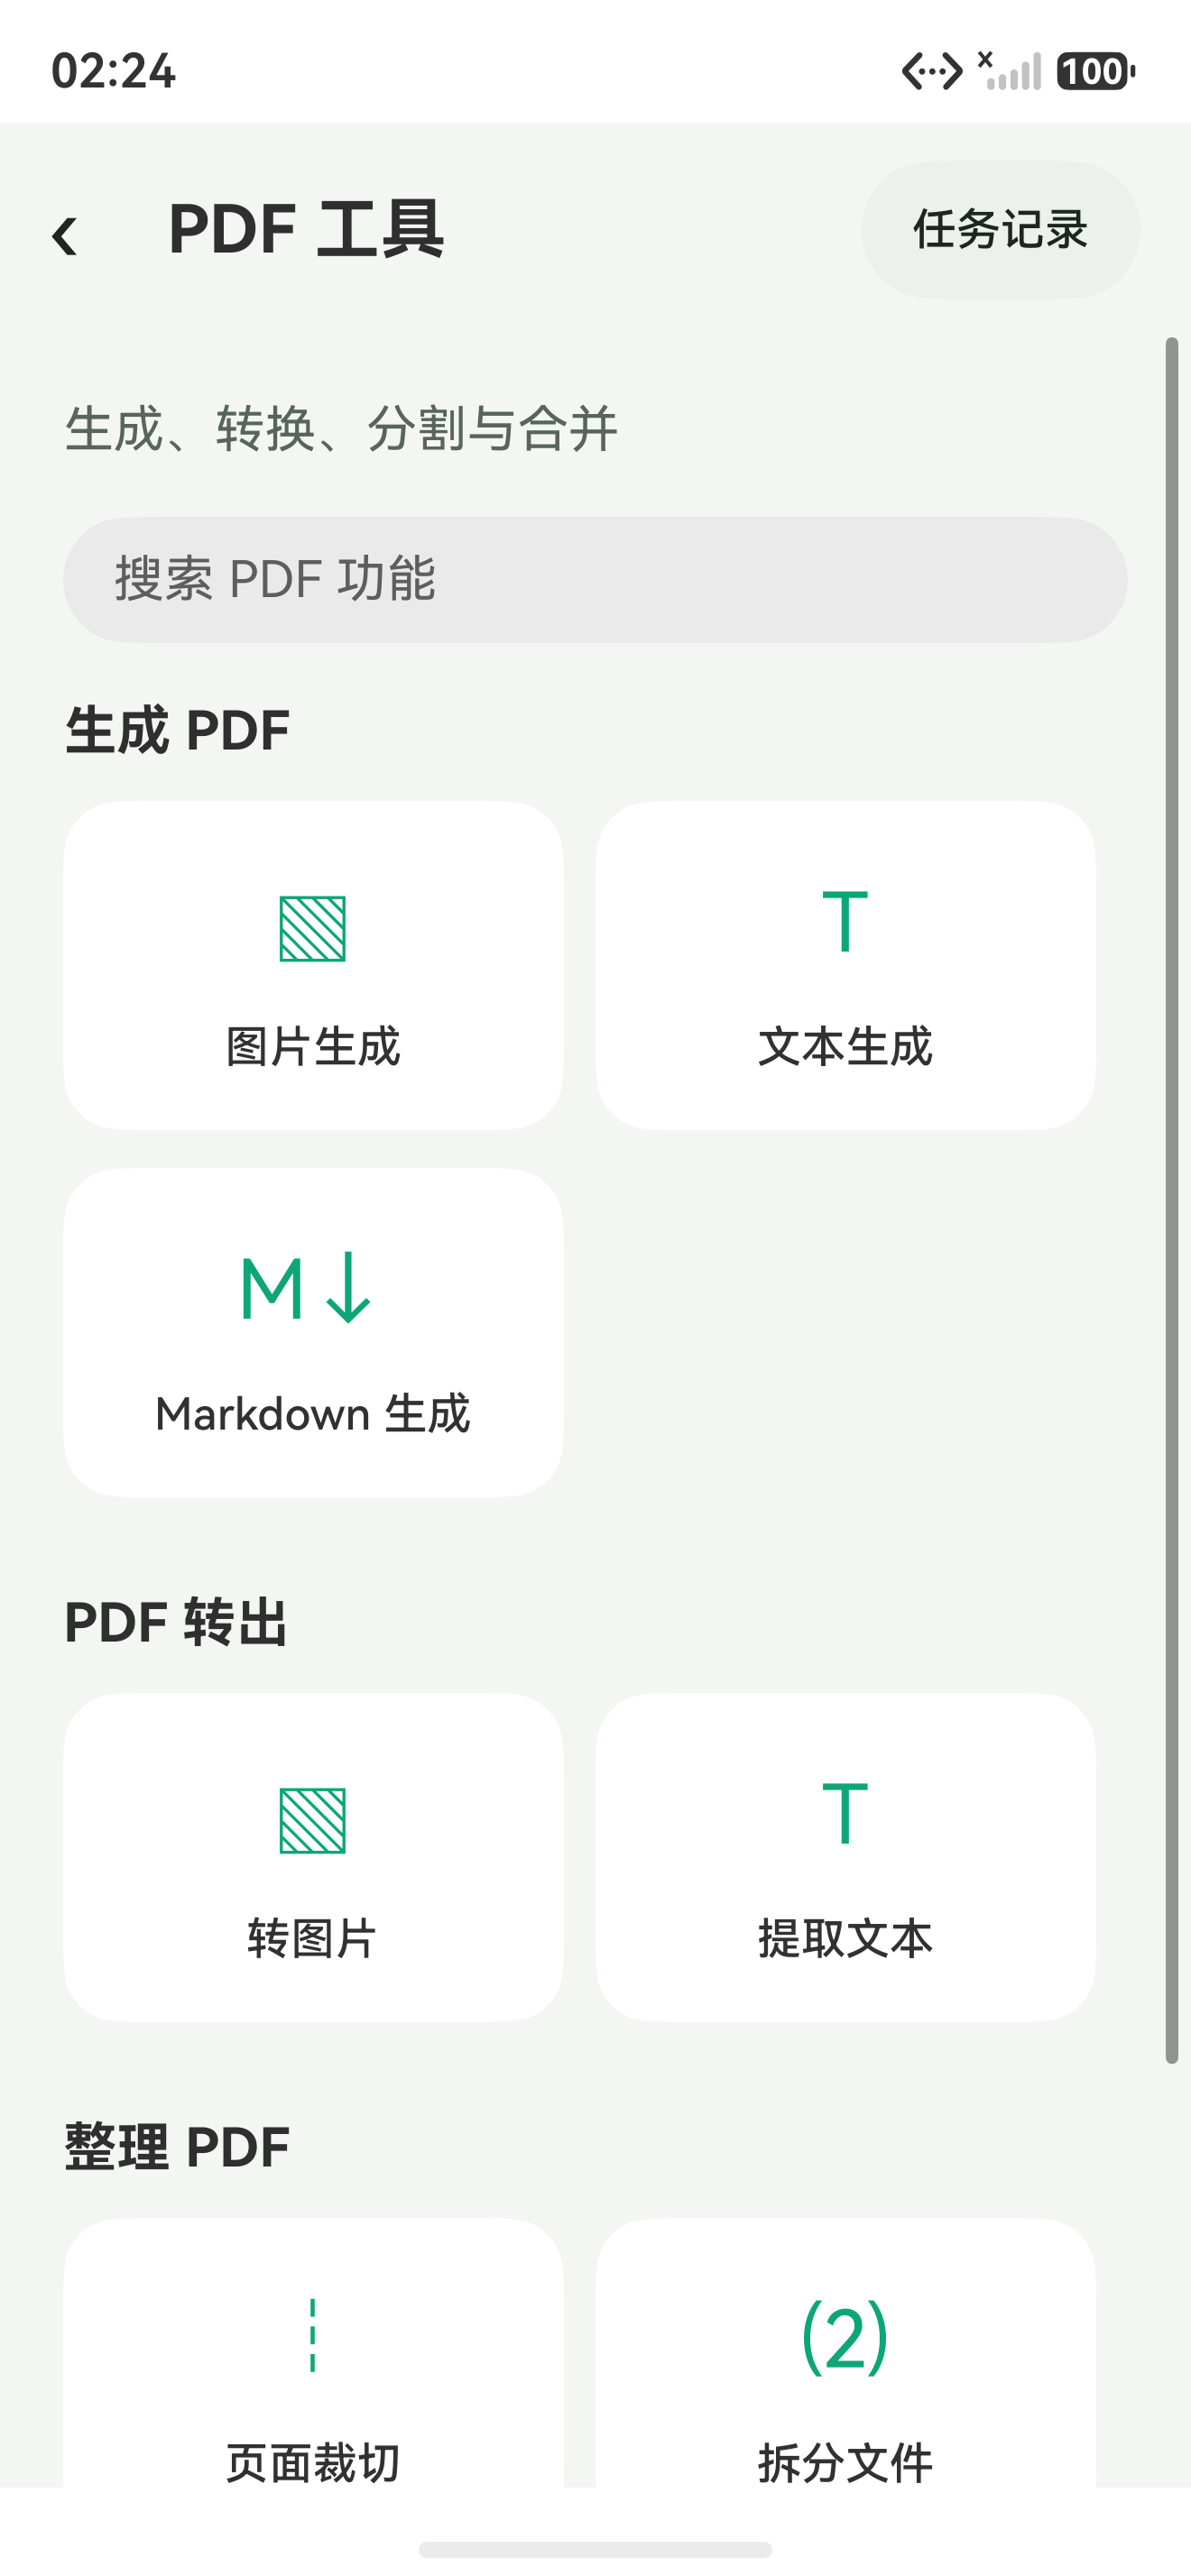 02:24
100
‹ PDF 工具 任务记录
生成、转换、分割与合并
搜索 PDF 功能
生成 PDF
▧ T
图片生成 文本生成
M↓
Markdown 生成
PDF 转出
▧ T
转图片 提取文本
整理 PDF
┆ (2)
页面裁切 拆分文件